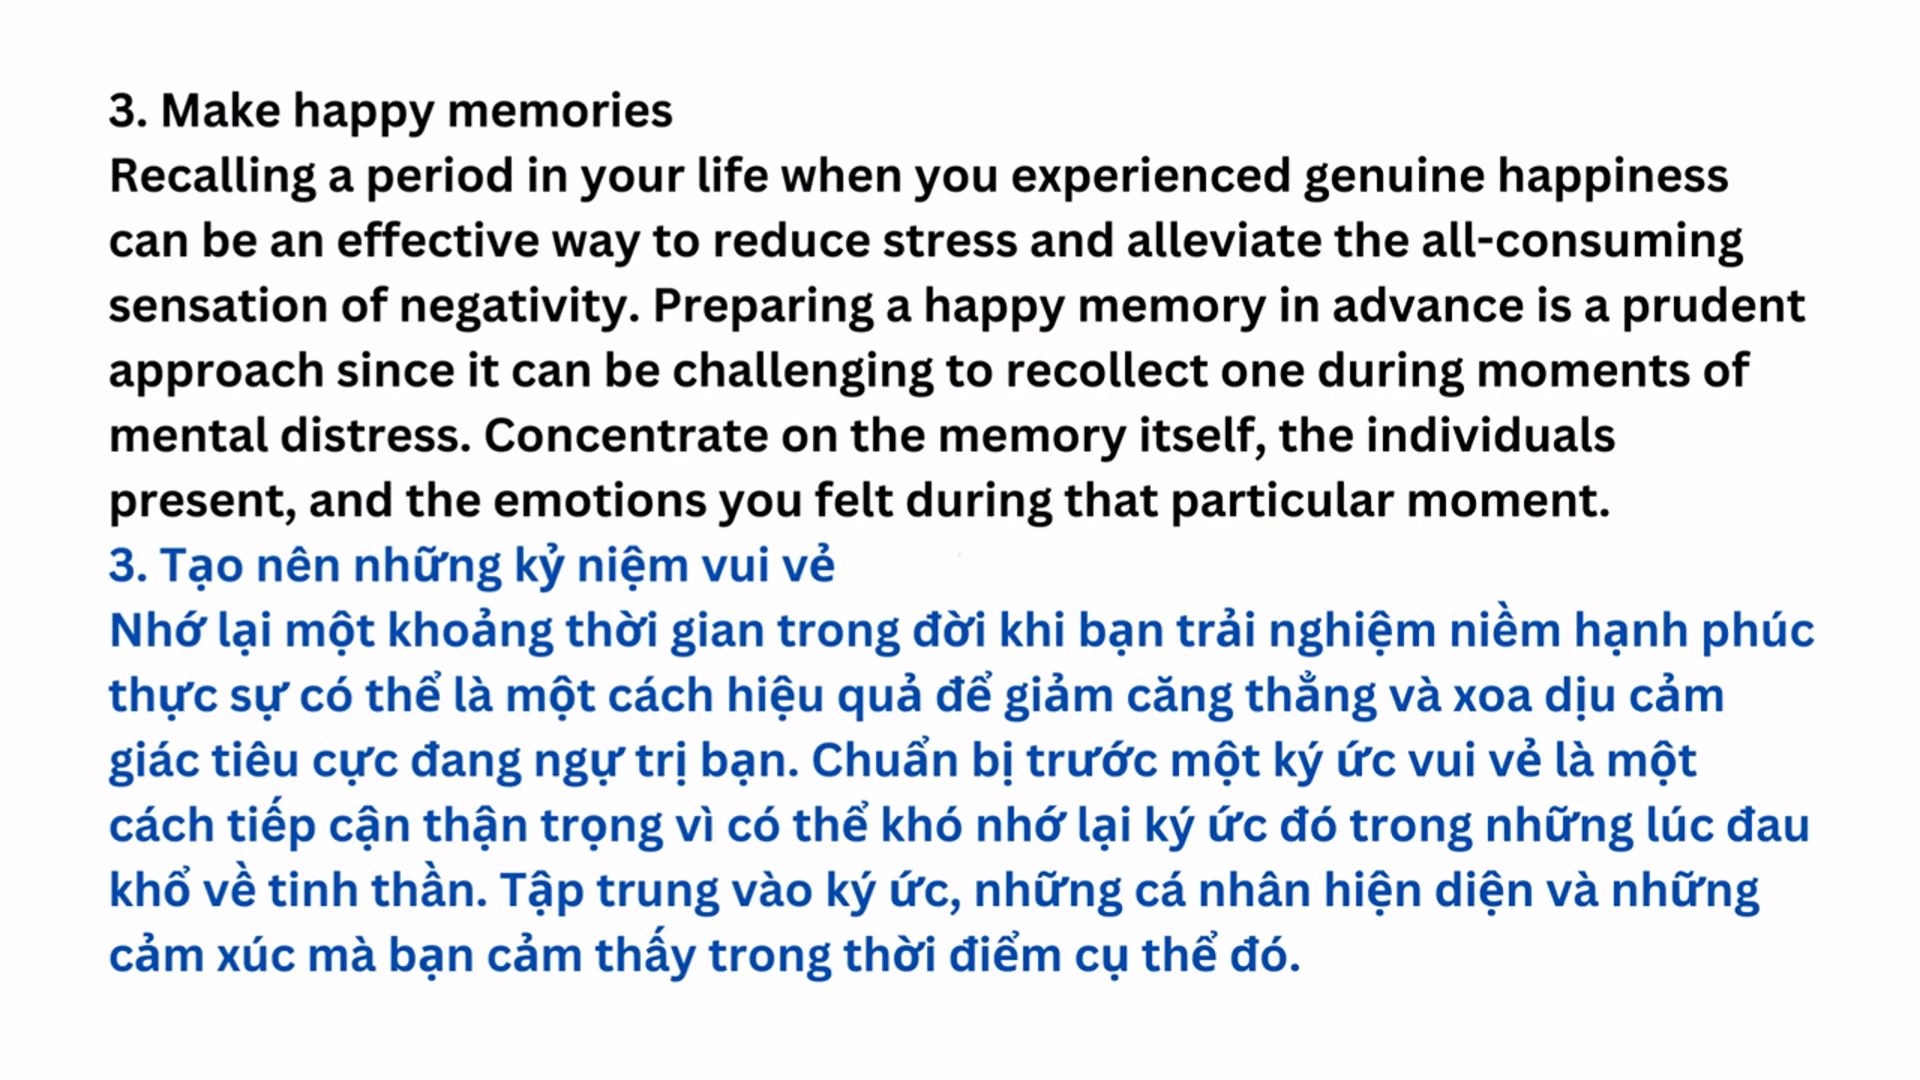 3. Make happy memories
Recalling a period in your life when you experienced genuine happiness
can be an effective way to reduce stress and alleviate the all-consuming
sensation of negativity. Preparing a happy memory in advance is a prudent
approach since it can be challenging to recollect one during moments of
mental distress. Concentrate on the memory itself, the individuals
present, and the emotions you felt during that particular moment.
3. Tạo nên những kỷ niệm vui vẻ
Nhớ lại một khoảng thời gian trong đời khi bạn trải nghiệm niềm hạnh phúc
thực sự có thể là một cách hiệu quả để giảm căng thẳng và xoa dịu cảm
giác tiêu cực đang ngự trị bạn. Chuẩn bị trước một ký ức vui vẻ là một
cách tiếp cận thận trọng vì có thể khó nhớ lại ký ức đó trong những lúc đau
khổ về tinh thần. Tập trung vào ký ức, những cá nhân hiện diện và những
cảm xúc mà bạn cảm thấy trong thời điểm cụ thể đó.